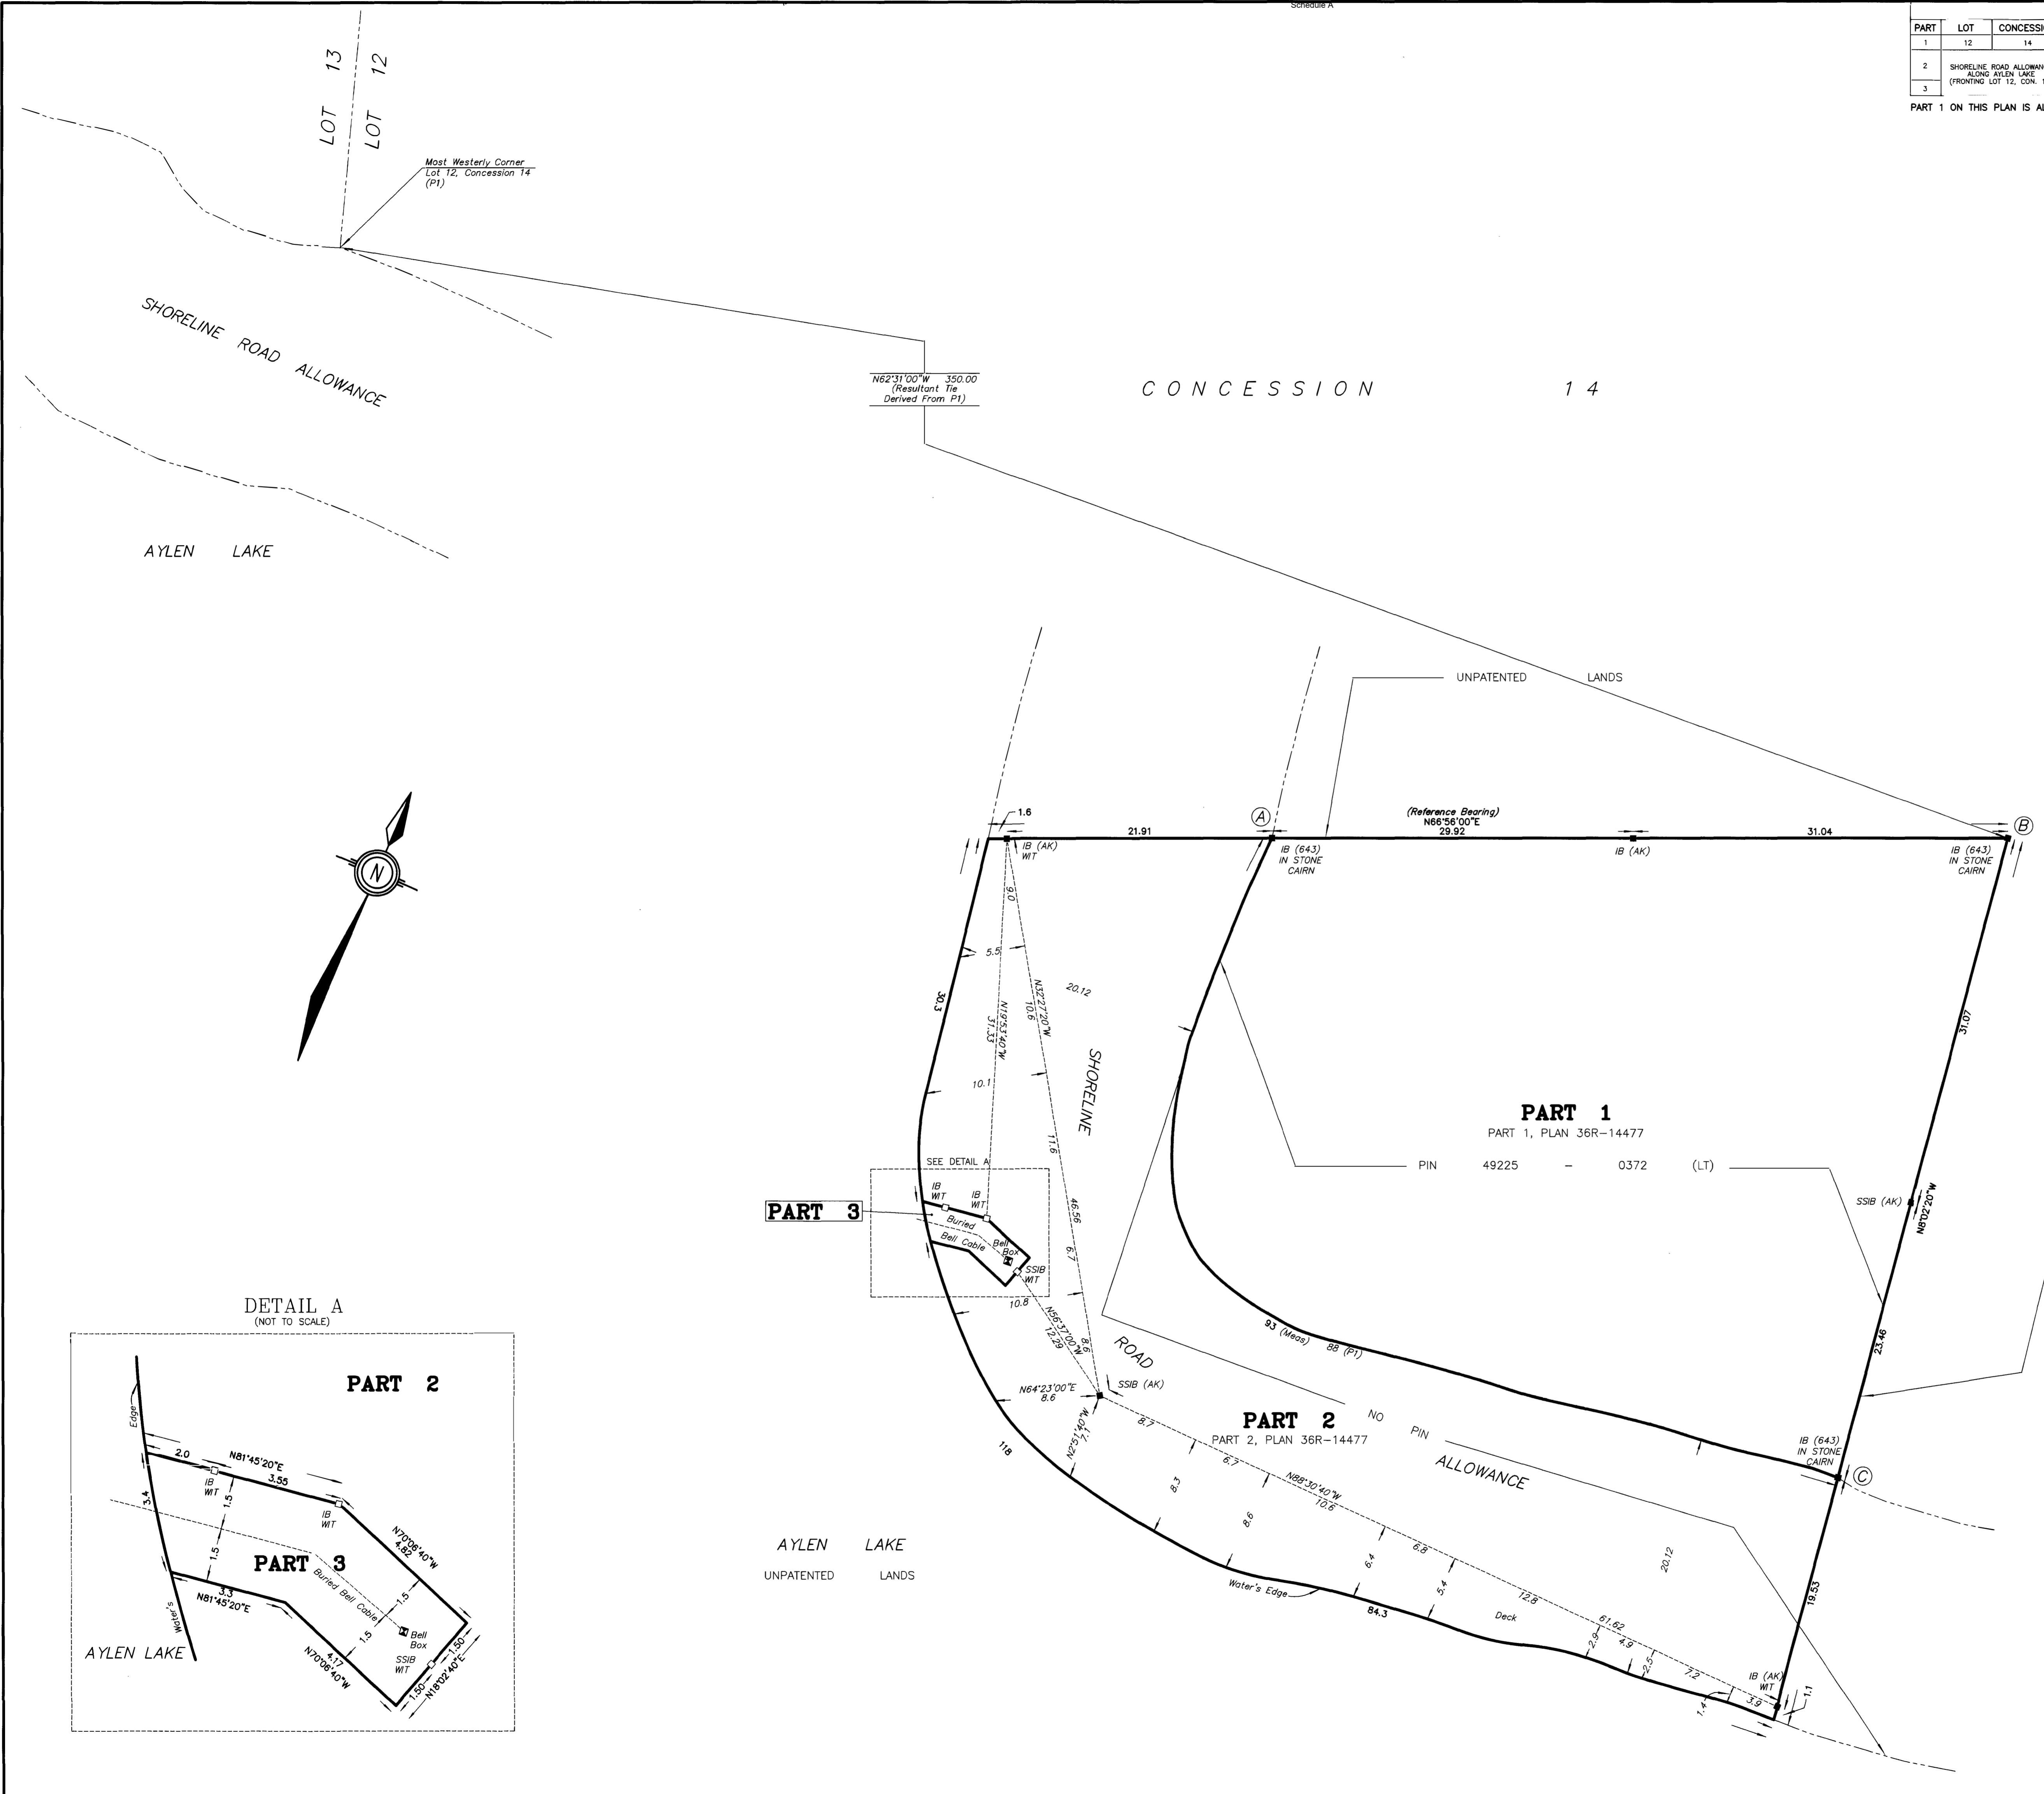 Schedule A
PART LOT
1 12 14
2 SHORELINE ROAD
ALONG AYLEN LAKE
3 (FRONTING LOT 12, CON.
PART 1 ON THIS PLAN IS
LOT 13
LOT 12
Most Westerly Corner
Lot 12, Concession 14
(P1)
SHORELINE ROAD ALLOWANCE
N62°31'00"W 350.00
(Resultant Tie
Derived From P1)
CONCESSION 14
AYLEN LAKE
UNPATENTED LANDS
N
1.6
21.91
A
(Reference Bearing)
N66°56'00"E
29.92
31.04
B
IB (AK)
WIT
IB (643)
IN STONE
CAIRN
IB (AK)
IB (643)
IN STONE
CAIRN
9.0
5.5
20.12
N32°27'20"W
10.6
30.3
N19°53'40"W
31.33
31.07
SHORELINE
10.1
PART 1
PART 1, PLAN 36R-14477
11.6
SEE DETAIL A
PIN 49225 - 0372 (LT)
IB
WIT
IB
WIT
46.56
SSIB (AK)
N8°02'20"W
PART 3
Buried
Bell Cable
Bell
Box
6.7
SSIB
WIT
10.8
N56°37'00"W
12.29
8.6
93 (Meas) 88 (P1)
23.46
ROAD
N64°23'00"E
8.6
SSIB (AK)
8.7
PART 2
PART 2, PLAN 36R-14477
NO PIN
N2°51'40"W
7.1
118
6.7
ALLOWANCE
IB (643)
IN STONE
CAIRN
C
N88°30'40"W
10.6
8.3
8.6
6.4
6.8
5.4
20.12
AYLEN LAKE
UNPATENTED LANDS
Water's Edge
84.3
Deck
12.8
61.62
19.53
2.9
4.9
2.5
7.2
IB (AK)
WIT
1.4
3.9
1.1
DETAIL A
(NOT TO SCALE)
PART 2
Edge
2.0
N81°45'20"E
3.55
IB
WIT
3.4
1.5
IB
WIT
N70°06'40"W
4.82
1.5
PART 3
Buried Bell Cable
3.3
N81°45'20"E
1.5
Water's
1.5
Bell
Box
AYLEN LAKE
4.17
N70°06'40"W
SSIB
WIT
1.50
1.50
N18°02'40"E